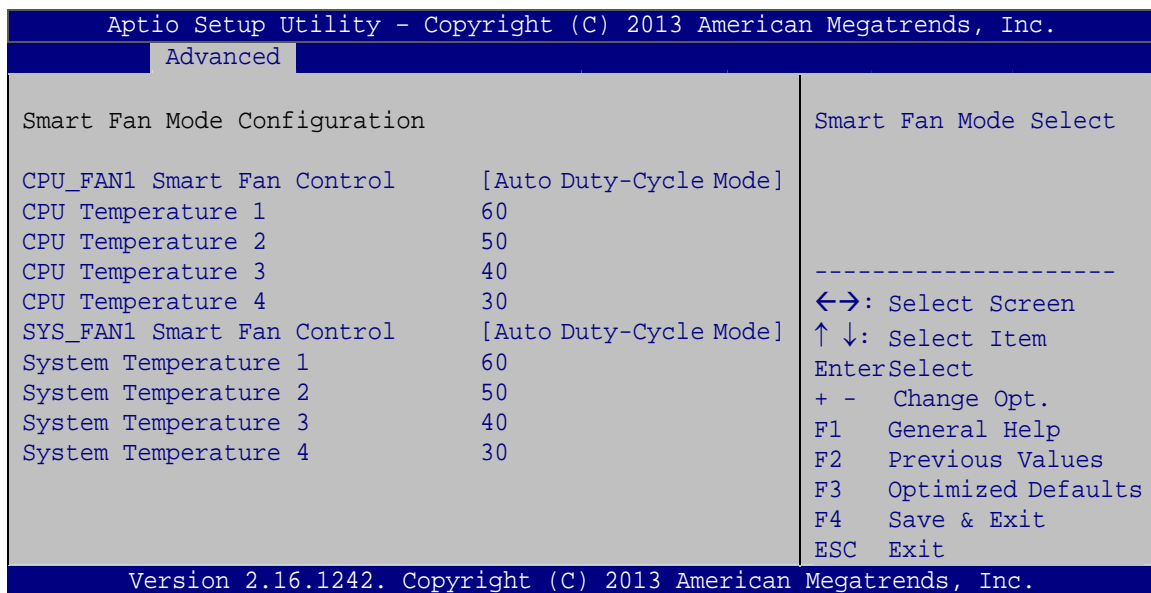 Aptio Setup Utility – Copyright (C) 2013 American Megatrends, Inc.
Advanced
Smart Fan Mode Configuration
CPU_FAN1 Smart Fan Control [Auto Duty-Cycle Mode]
CPU Temperature 1 60
CPU Temperature 2 50
CPU Temperature 3 40
CPU Temperature 4 30
SYS_FAN1 Smart Fan Control [Auto Duty-Cycle Mode]
System Temperature 1 60
System Temperature 2 50
System Temperature 3 40
System Temperature 4 30
Smart Fan Mode Select
---------------------
←→: Select Screen
↑ ↓: Select Item
EnterSelect
+ - Change Opt.
F1 General Help
F2 Previous Values
F3 Optimized Defaults
F4 Save & Exit
ESC Exit
Version 2.16.1242. Copyright (C) 2013 American Megatrends, Inc.